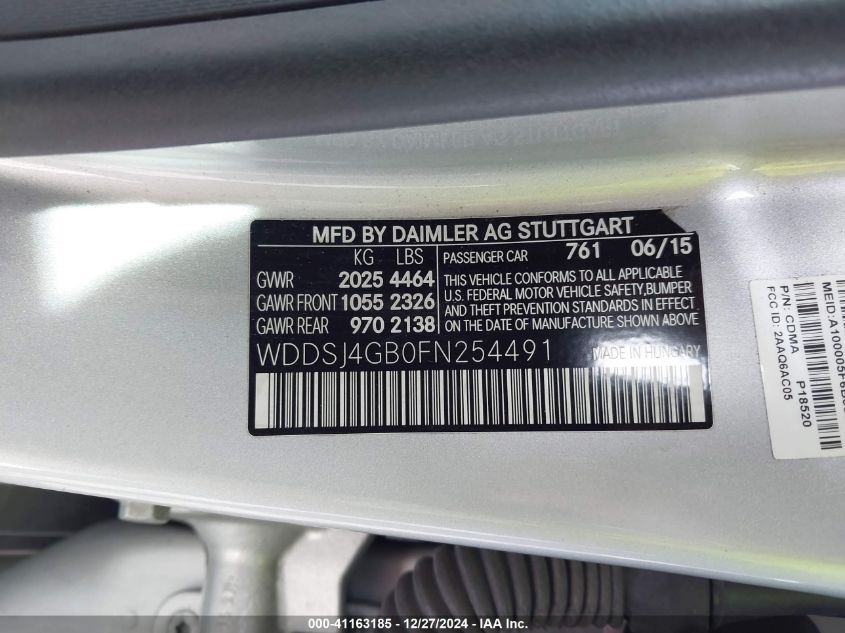 MFD BY DAIMLER AG STUTTGART
KG LBS PASSENGER CAR 761 06/15
GVWR 2025 4464 THIS VEHICLE CONFORMS TO ALL APPLICABLE
U.S. FEDERAL MOTOR VEHICLE SAFETY,BUMPER
GAWR FRONT 1055 2326 AND THEFT PREVENTION STANDARDS IN EFFECT
GAWR REAR 970 2138 ON THE DATE OF MANUFACTURE SHOWN ABOVE
WDDSJ4GB0FN254491 MADE IN HUNGARY
P/N: CDMA P18520
FCC ID: 2AAQ6AC05
000-41163185 - 12/27/2024 - IAA Inc.